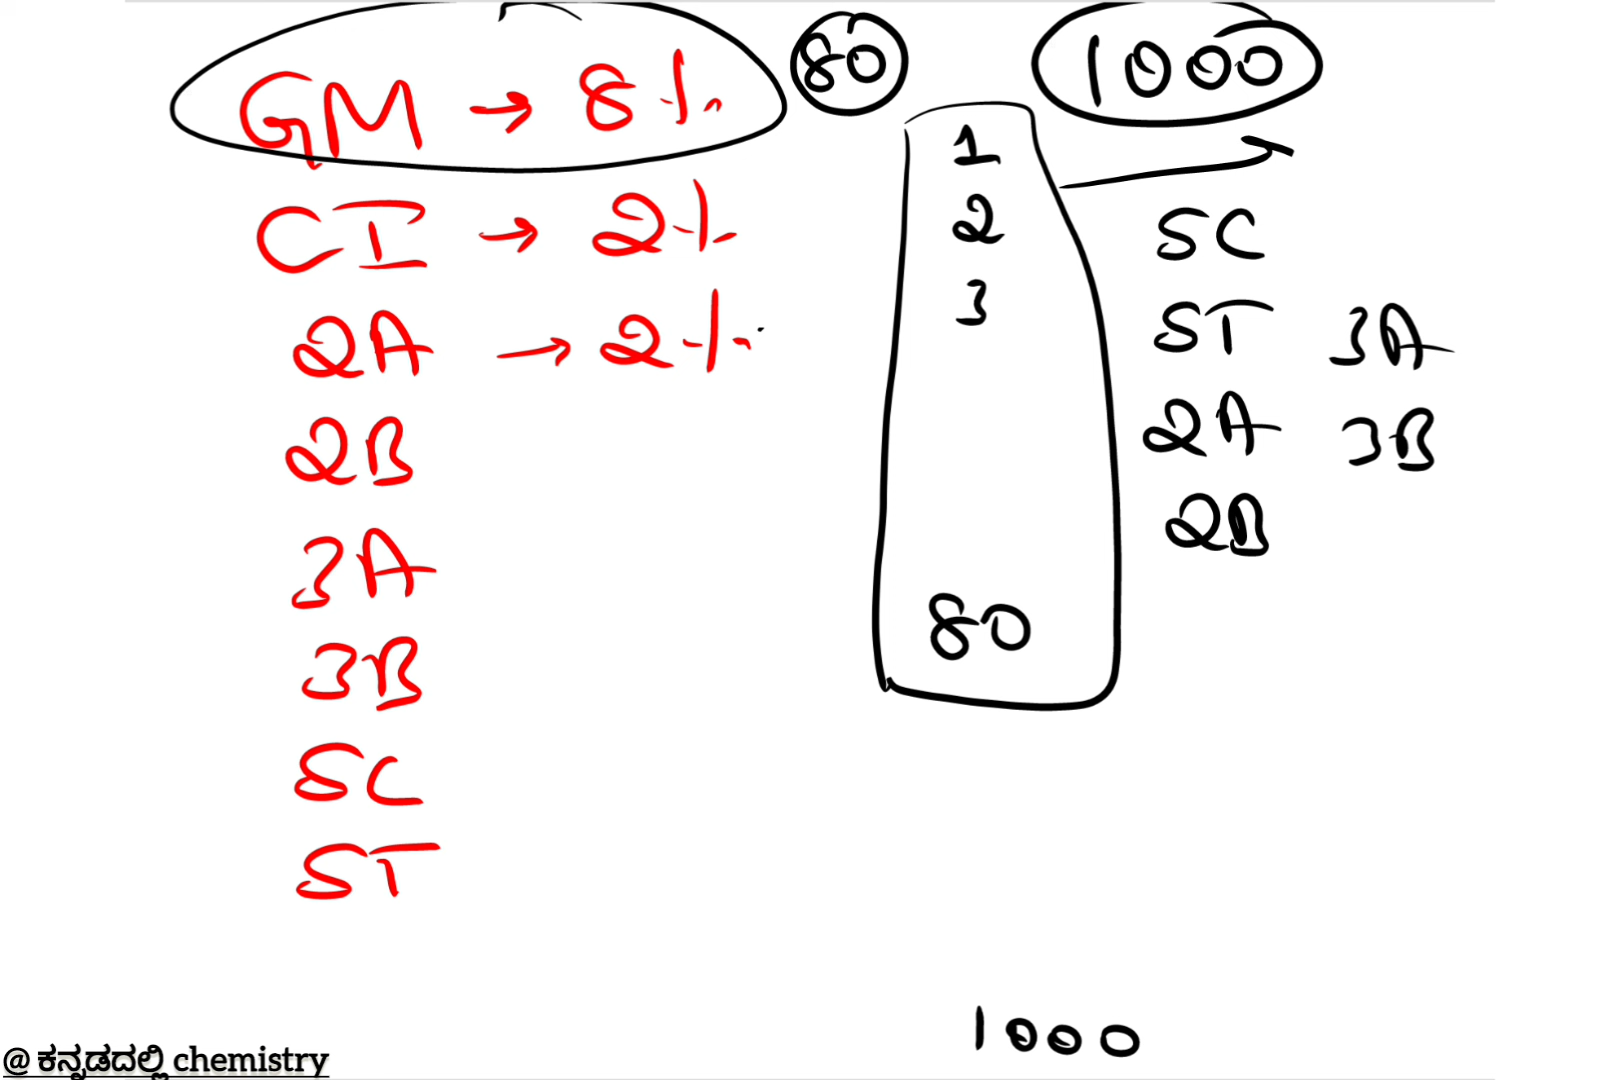 GM → 8%
80
1000
CI → 2%
2A → 2%
2B
3A
3B
SC
ST
1
2
3
80
SC
ST 3A
2A 3B
2B
1000
@ ಕನ್ನಡದಲ್ಲಿ chemistry